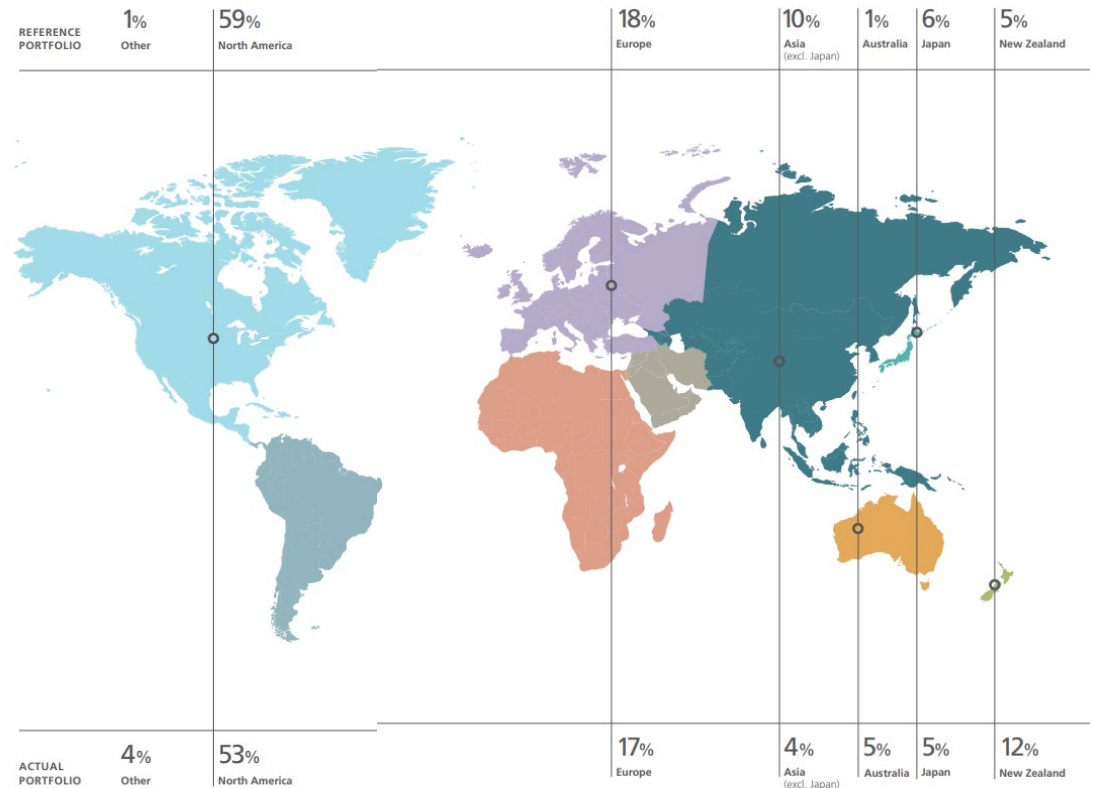 1% 59% 18% 10% 1% 6% 5%
REFERENCE
PORTFOLIO
Other North America Europe Asia Australia Japan New Zealand
(excl. Japan)
4% 53% 17% 4% 5% 5% 12%
ACTUAL
PORTFOLIO
Other North America Europe Asia Australia Japan New Zealand
(excl. Japan)